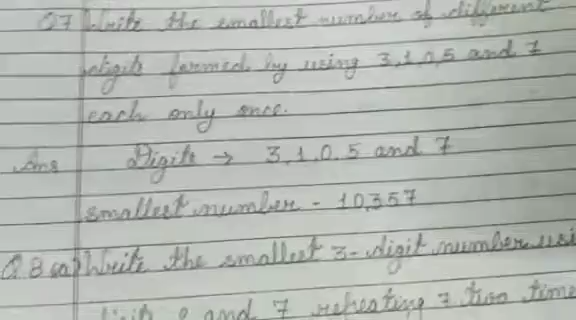 Q7 Write the smallest number of different
digits formed by using 3,1,0,5 and 7
each only once.
Ans Digits → 3,1,0,5 and 7
smallest number - 10,357
Q.8 (a) Write the smallest 3-digit number usi
and 7 repeating 7 two time